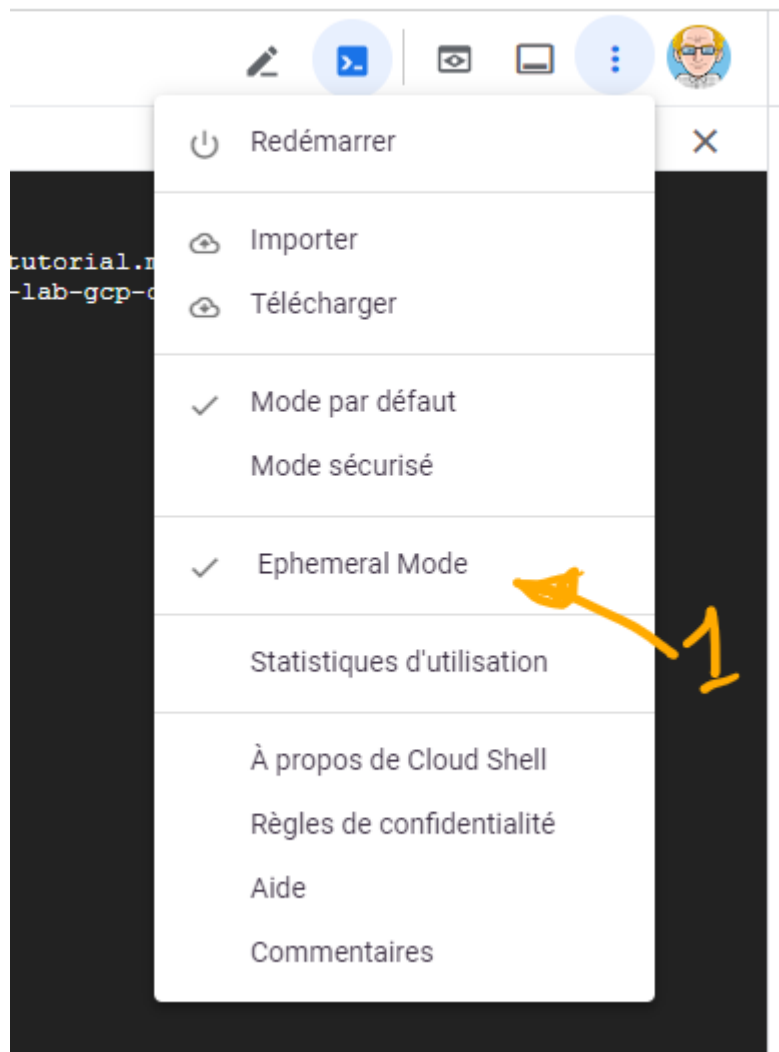 Redémarrer
Importer
tutorial.
-lab-gcp-
Télécharger
Mode par défaut
Mode sécurisé
Ephemeral Mode
1
Statistiques d'utilisation
À propos de Cloud Shell
Règles de confidentialité
Aide
Commentaires